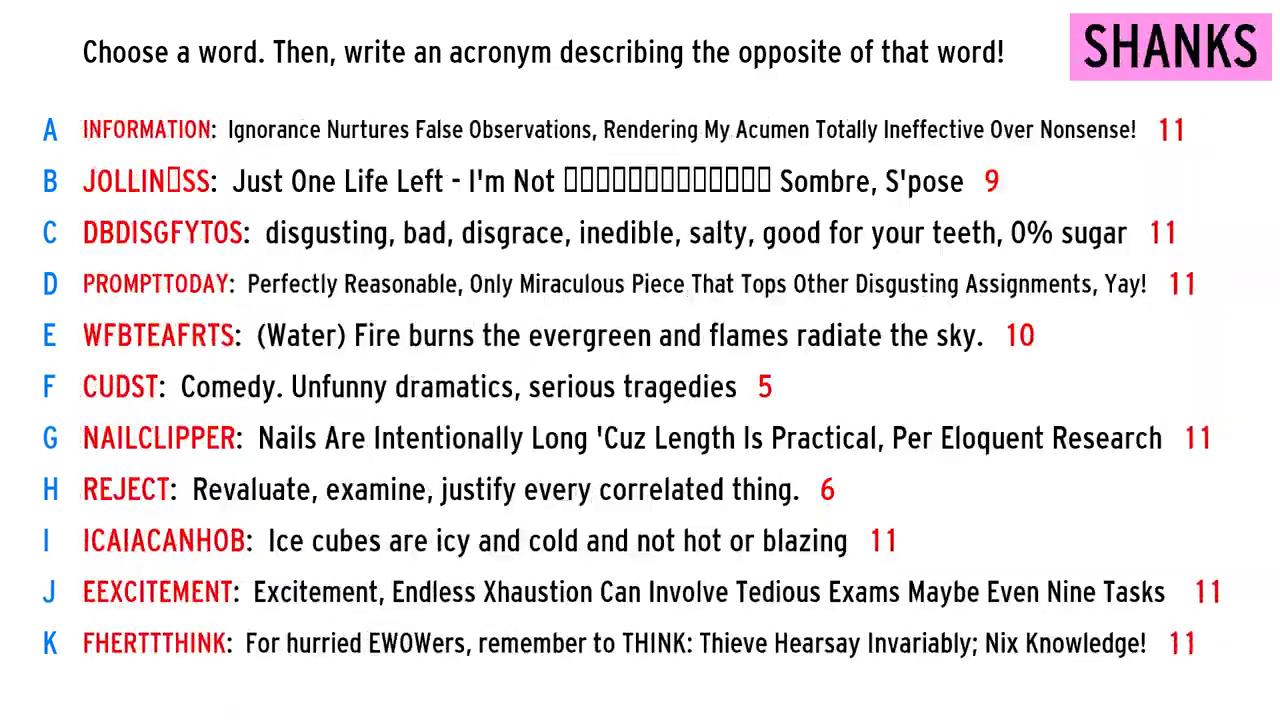 Choose a word. Then, write an acronym describing the opposite of that word!
SHANKS
A INFORMATION: Ignorance Nurtures False Observations, Rendering My Acumen Totally Ineffective Over Nonsense! 11
B JOLLIN▯SS: Just One Life Left - I'm Not ▯▯▯▯▯▯▯▯▯▯▯▯▯ Sombre, S'pose 9
C DBDISGFYTOS: disgusting, bad, disgrace, inedible, salty, good for your teeth, 0% sugar 11
D PROMPTTODAY: Perfectly Reasonable, Only Miraculous Piece That Tops Other Disgusting Assignments, Yay! 11
E WFBTEAFRTS: (Water) Fire burns the evergreen and flames radiate the sky. 10
F CUDST: Comedy. Unfunny dramatics, serious tragedies 5
G NAILCLIPPER: Nails Are Intentionally Long 'Cuz Length Is Practical, Per Eloquent Research 11
H REJECT: Revaluate, examine, justify every correlated thing. 6
I ICAIACANHOB: Ice cubes are icy and cold and not hot or blazing 11
J EEXCITEMENT: Excitement, Endless Xhaustion Can Involve Tedious Exams Maybe Even Nine Tasks 11
K FHERTTTHINK: For hurried EWOWers, remember to THINK: Thieve Hearsay Invariably; Nix Knowledge! 11